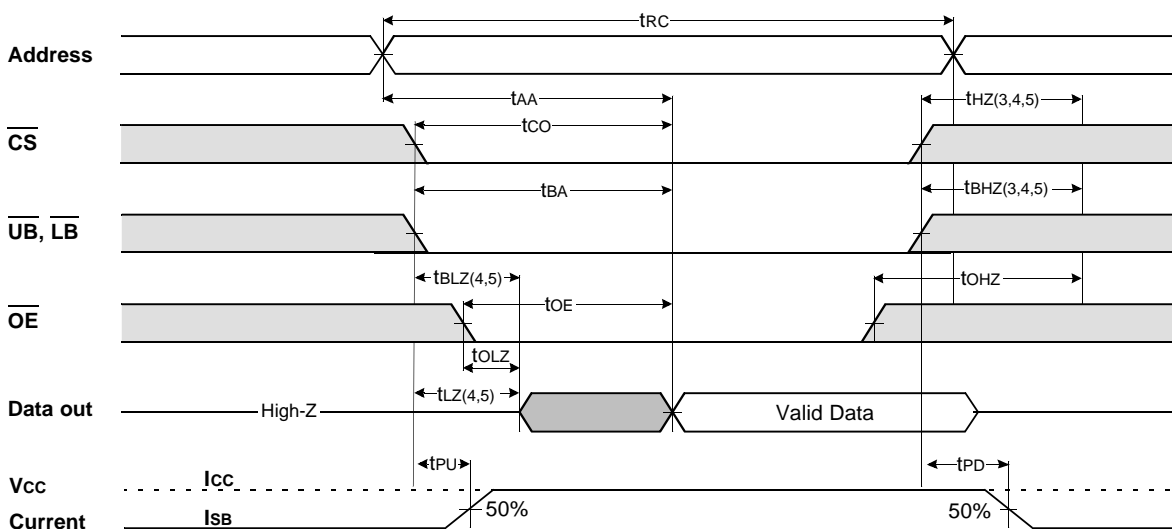 tRC
Address
tAA
tHZ(3,4,5)
tCO
CS
tBA
tBHZ(3,4,5)
UB, LB
tBLZ(4,5)
tOHZ
tOE
OE
tOLZ
tLZ(4,5)
Data out
High-Z
Valid Data
tPU
tPD
VCC
ICC
50%
50%
Current
ISB